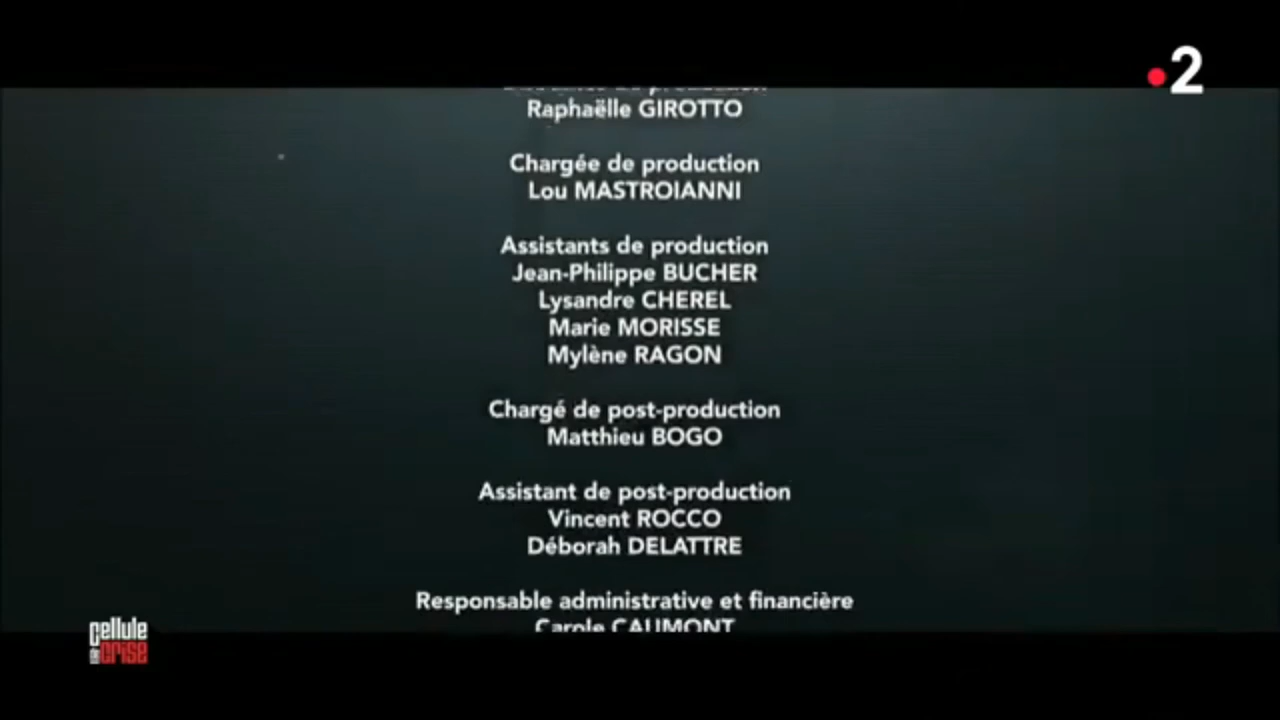 2
Raphaëlle GIROTTO
Chargée de production
Lou MASTROIANNI
Assistants de production
Jean-Philippe BUCHER
Lysandre CHEREL
Marie MORISSE
Mylène RAGON
Chargé de post-production
Matthieu BOGO
Assistant de post-production
Vincent ROCCO
Déborah DELATTRE
Responsable administrative et financière
Carole CAUMONT
cellule
de crise